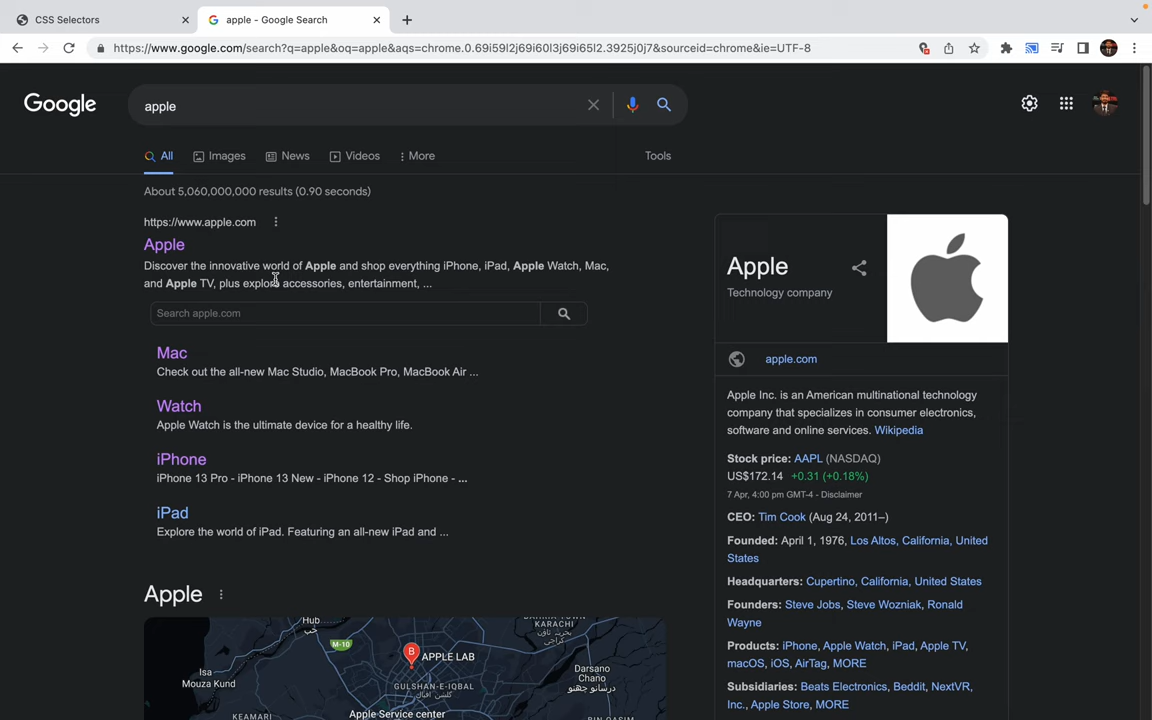 CSS Selectors
apple - Google Search
https://www.google.com/search?q=apple&oq=apple&aqs=chrome.0.69i59l2j69i60l3j69i65l2.3925j0j7&sourceid=chrome&ie=UTF-8
Google
apple
All
Images
News
Videos
More
Tools
About 5,060,000,000 results (0.90 seconds)
https://www.apple.com
Apple
Discover the innovative world of Apple and shop everything iPhone, iPad, Apple Watch, Mac,
and Apple TV, plus explore accessories, entertainment, ...
Search apple.com
Mac
Check out the all-new Mac Studio, MacBook Pro, MacBook Air ...
Watch
Apple Watch is the ultimate device for a healthy life.
iPhone
iPhone 13 Pro - iPhone 13 New - iPhone 12 - Shop iPhone - ...
iPad
Explore the world of iPad. Featuring an all-new iPad and ...
Apple
Hub
حب
M-10
Isa
Mouza Kund
B
APPLE LAB
GULSHAN-E-IQBAL
گلشن اقبال
TOWN
KARACHI
Darsano
Chhano
درسانو چھنو
KEAMARI
Apple Service center
Apple
Technology company
apple.com
Apple Inc. is an American multinational technology
company that specializes in consumer electronics,
software and online services. Wikipedia
Stock price: AAPL (NASDAQ)
US$172.14 +0.31 (+0.18%)
7 Apr, 4:00 pm GMT-4 - Disclaimer
CEO: Tim Cook (Aug 24, 2011–)
Founded: April 1, 1976, Los Altos, California, United
States
Headquarters: Cupertino, California, United States
Founders: Steve Jobs, Steve Wozniak, Ronald
Wayne
Products: iPhone, Apple Watch, iPad, Apple TV,
macOS, iOS, AirTag, MORE
Subsidiaries: Beats Electronics, Beddit, NextVR,
Inc., Apple Store, MORE